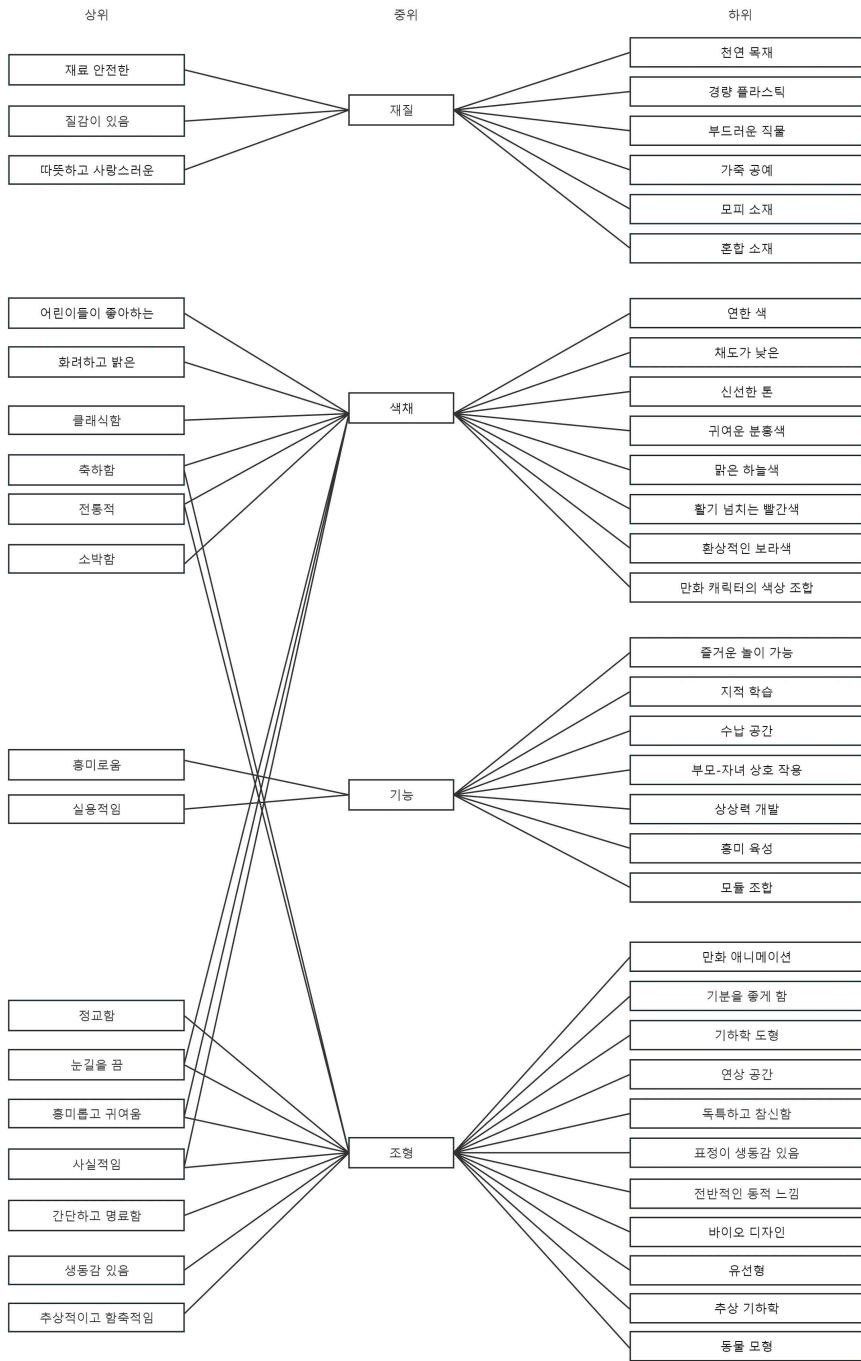 상위
중위
하위
재료 안전한
질감이 있음
따뜻하고 사랑스러운
재질
천연 목재
경량 플라스틱
부드러운 직물
가죽 공예
모피 소재
혼합 소재
어린이들이 좋아하는
화려하고 밝은
클래식함
축하함
전통적
소박함
색채
연한 색
채도가 낮은
신선한 톤
귀여운 분홍색
맑은 하늘색
활기 넘치는 빨간색
환상적인 보라색
만화 캐릭터의 색상 조합
흥미로움
실용적임
기능
즐거운 놀이 가능
지적 학습
수납 공간
부모-자녀 상호 작용
상상력 개발
흥미 육성
모듈 조합
정교함
눈길을 끔
흥미롭고 귀여움
사실적임
간단하고 명료함
생동감 있음
추상적이고 함축적임
조형
만화 애니메이션
기분을 좋게 함
기하학 도형
연상 공간
독특하고 참신함
표정이 생동감 있음
전반적인 동적 느낌
바이오 디자인
유선형
추상 기하학
동물 모형